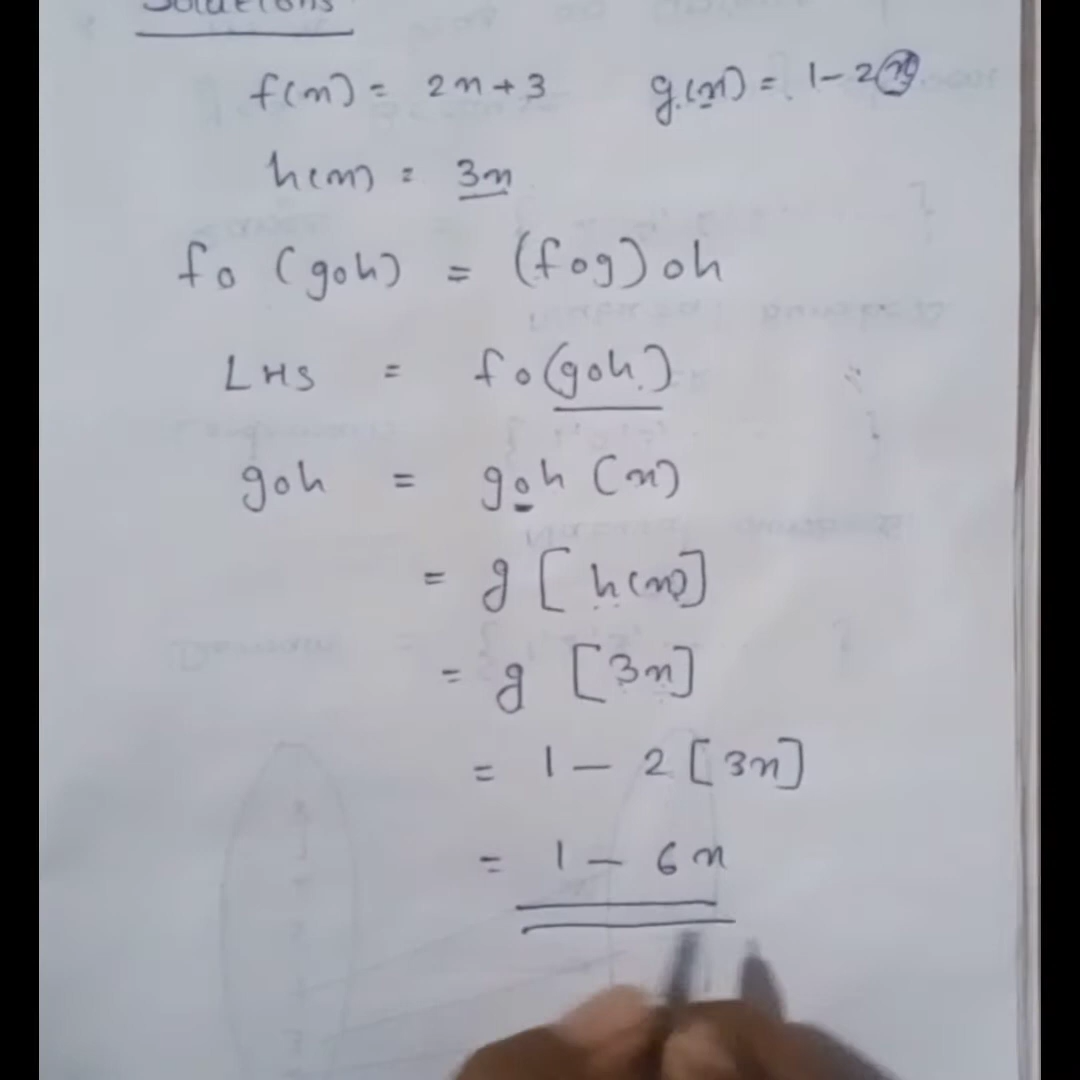 Solutions
f(x) = 2x + 3 g(x) = 1 - 2x
h(x) = 3x
fo (goh) = (fog) oh
LHS = fo(goh)
goh = goh (x)
= g [ h(x)]
= g [3x]
= 1 - 2 [3x]
= 1 - 6x